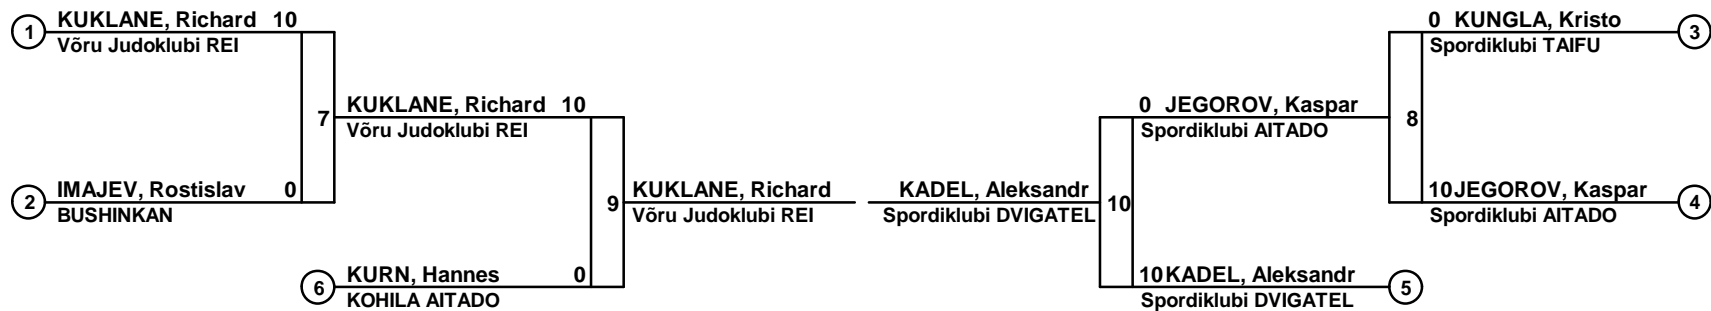 1
KUKLANE, Richard 10
Võru Judoklubi REI
7
2
IMAJEV, Rostislav 0
BUSHINKAN
KUKLANE, Richard 10
Võru Judoklubi REI
9
6
KURN, Hannes 0
KOHILA AITADO
KUKLANE, Richard
Võru Judoklubi REI
KADEL, Aleksandr
Spordiklubi DVIGATEL
10
0 JEGOROV, Kaspar
Spordiklubi AITADO
10 KADEL, Aleksandr
Spordiklubi DVIGATEL
5
8
0 KUNGLA, Kristo
Spordiklubi TAIFU
3
10 JEGOROV, Kaspar
Spordiklubi AITADO
4